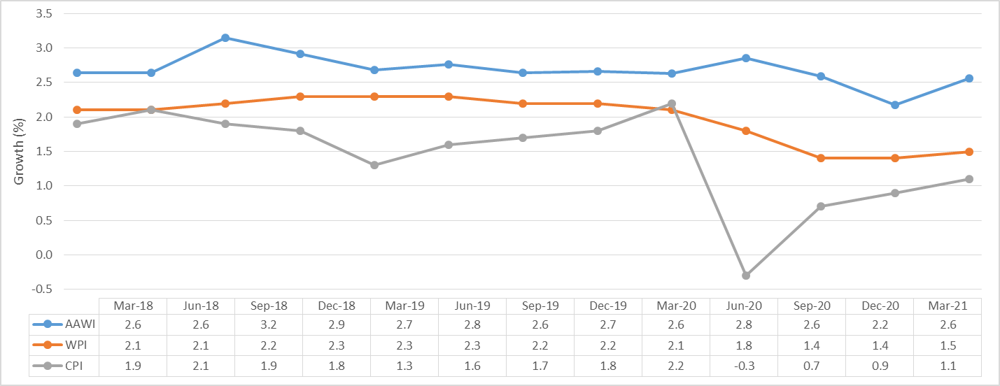 3.5
3.0
2.5
2.0
1.5
1.0
0.5
0.0
-0.5
Growth (%)
Mar-18 Jun-18 Sep-18 Dec-18 Mar-19 Jun-19 Sep-19 Dec-19 Mar-20 Jun-20 Sep-20 Dec-20 Mar-21
AAWI 2.6 2.6 3.2 2.9 2.7 2.8 2.6 2.7 2.6 2.8 2.6 2.2 2.6
WPI 2.1 2.1 2.2 2.3 2.3 2.3 2.2 2.2 2.1 1.8 1.4 1.4 1.5
CPI 1.9 2.1 1.9 1.8 1.3 1.6 1.7 1.8 2.2 -0.3 0.7 0.9 1.1